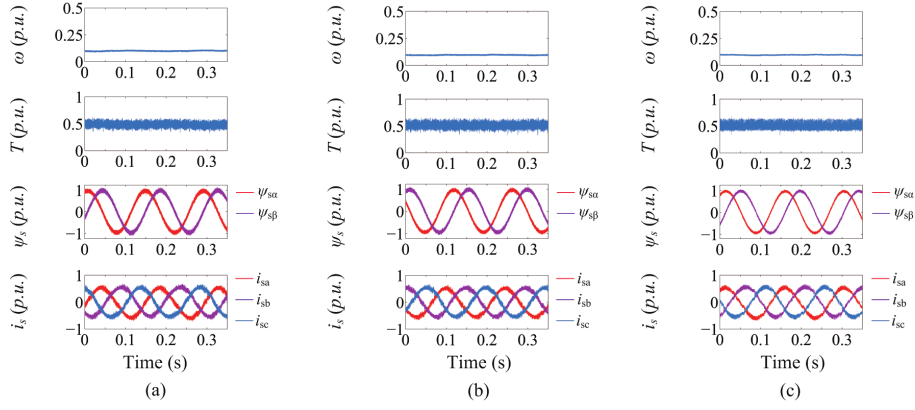 0.5
ω (p.u.)
0
0 0.1 0.2 0.3
1
T (p.u.)
0.5
0
0 0.1 0.2 0.3
1
ψs (p.u.)
0
−1
0 0.1 0.2 0.3
ψsα
ψsβ
1
is (p.u.)
0
−1
0 0.1 0.2 0.3
isa
isb
isc
Time (s)
(a)
0.5
ω (p.u.)
0
0 0.1 0.2 0.3
1
T (p.u.)
0.5
0
0 0.1 0.2 0.3
1
ψs (p.u.)
0
−1
0 0.1 0.2 0.3
ψsα
ψsβ
1
is (p.u.)
0
−1
0 0.1 0.2 0.3
isa
isb
isc
Time (s)
(b)
0.5
ω (p.u.)
0
0 0.1 0.2 0.3
1
T (p.u.)
0.5
0
0 0.1 0.2 0.3
1
ψs (p.u.)
0
−1
0 0.1 0.2 0.3
ψsα
ψsβ
1
is (p.u.)
0
−1
0 0.1 0.2 0.3
isa
isb
isc
Time (s)
(c)